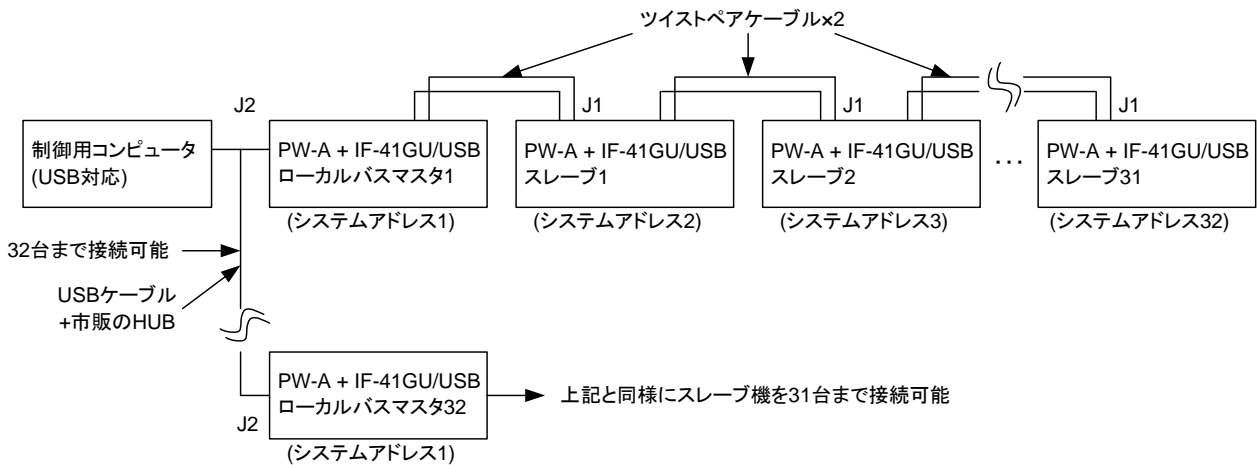 ツイストペアケーブル×2
J2
J1
J1
J1
制御用コンピュータ
(USB対応)
PW-A + IF-41GU/USB
ローカルバスマスタ1
PW-A + IF-41GU/USB
スレーブ1
PW-A + IF-41GU/USB
スレーブ2
...
PW-A + IF-41GU/USB
スレーブ31
(システムアドレス1)
(システムアドレス2)
(システムアドレス3)
(システムアドレス32)
32台まで接続可能
USBケーブル
+市販のHUB
PW-A + IF-41GU/USB
ローカルバスマスタ32
上記と同様にスレーブ機を31台まで接続可能
J2
(システムアドレス1)